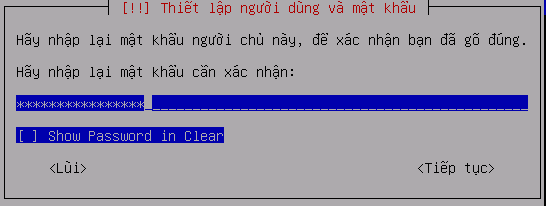 [!!] Thiết lập người dùng và mật khẩu
Hãy nhập lại mật khẩu người chủ này, để xác nhận bạn đã gõ đúng.
Hãy nhập lại mật khẩu cần xác nhận:
****************
[ ] Show Password in Clear
<Lùi> <Tiếp tục>